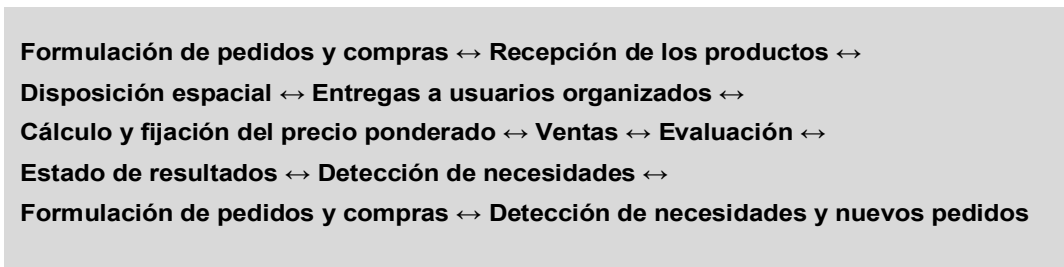 Formulación de pedidos y compras ↔ Recepción de los productos ↔
Disposición espacial ↔ Entregas a usuarios organizados ↔
Cálculo y fijación del precio ponderado ↔ Ventas ↔ Evaluación ↔
Estado de resultados ↔ Detección de necesidades ↔
Formulación de pedidos y compras ↔ Detección de necesidades y nuevos pedidos